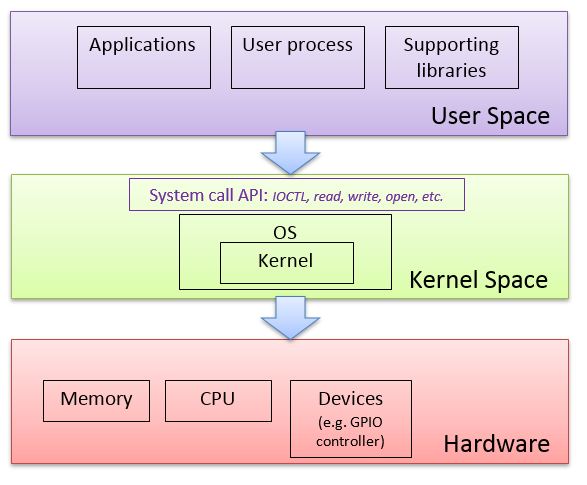 Applications
User process
Supporting
libraries
User Space
System call API: IOCTL, read, write, open, etc.
OS
Kernel
Kernel Space
Memory
CPU
Devices
(e.g. GPIO
controller)
Hardware